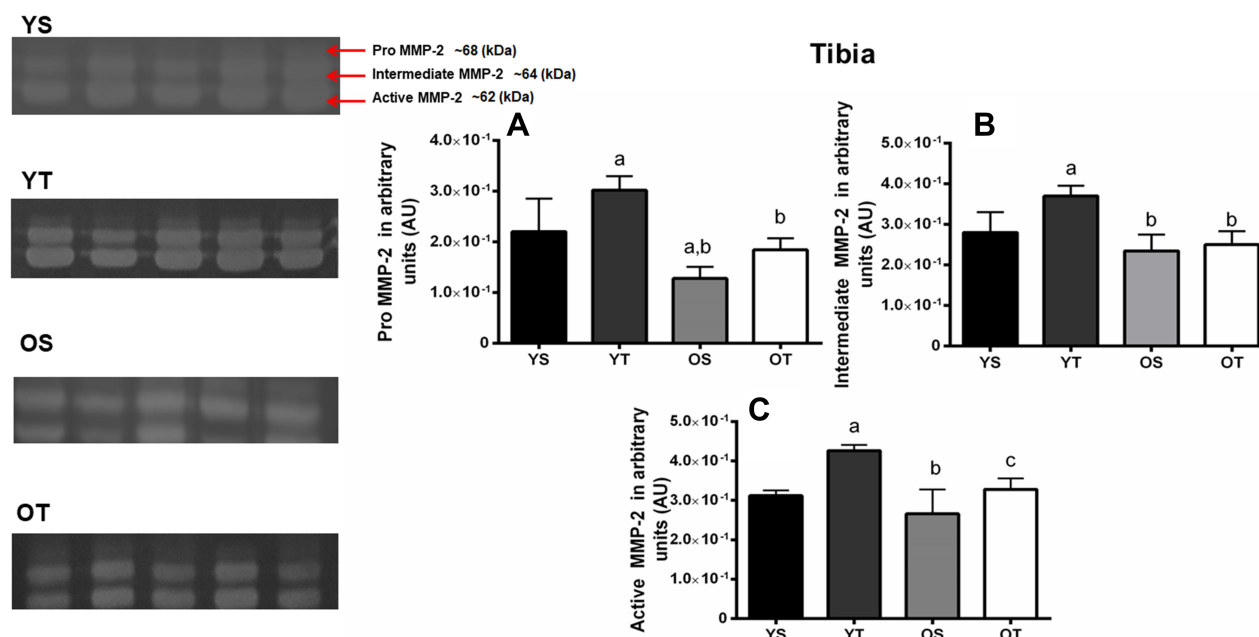 YS
Pro MMP-2 ~68 (kDa)
Intermediate MMP-2 ~64 (kDa)
Active MMP-2 ~62 (kDa)
YT
OS
OT
Tibia
A
Pro MMP-2 in arbitrary
units (AU)
4.0×10⁻¹
3.0×10⁻¹
2.0×10⁻¹
1.0×10⁻¹
0
a
a,b
b
YS YT OS OT
B
Intermediate MMP-2 in arbitrary
units (AU)
5.0×10⁻¹
4.0×10⁻¹
3.0×10⁻¹
2.0×10⁻¹
1.0×10⁻¹
0
a
b
b
YS YT OS OT
C
Active MMP-2 in arbitrary
units (AU)
5.0×10⁻¹
4.0×10⁻¹
3.0×10⁻¹
2.0×10⁻¹
1.0×10⁻¹
0
a
b
c
YS YT OS OT